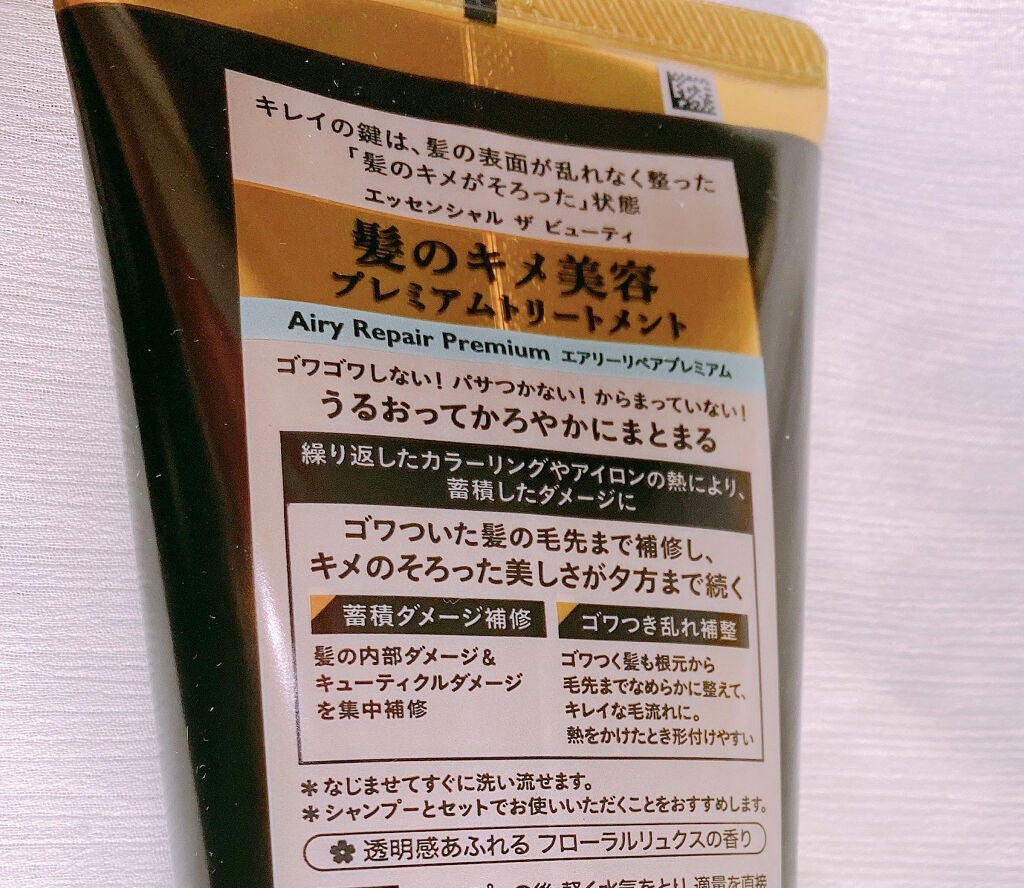 キレイの鍵は、髪の表面が乱れなく整った
「髪のキメがそろった」状態
エッセンシャル ザ ビューティ
髪のキメ美容
プレミアムトリートメント
Airy Repair Premium エアリーリペアプレミアム
ゴワゴワしない！パサつかない！からまっていない！
うるおってかろやかにまとまる
繰り返したカラーリングやアイロンの熱により、
蓄積したダメージに
ゴワついた髪の毛先まで補修し、
キメのそろった美しさが夕方まで続く
蓄積ダメージ補修
髪の内部ダメージ＆
キューティクルダメージ
を集中補修
ゴワつき乱れ補整
ゴワつく髪も根元から
毛先までなめらかに整えて、
キレイな毛流れに。
熱をかけたとき形付けやすい
＊なじませてすぐに洗い流せます。
＊シャンプーとセットでお使いいただくことをおすすめします。
透明感あふれる フローラルリュクスの香り
の後、軽く水気をとり、適量を直接